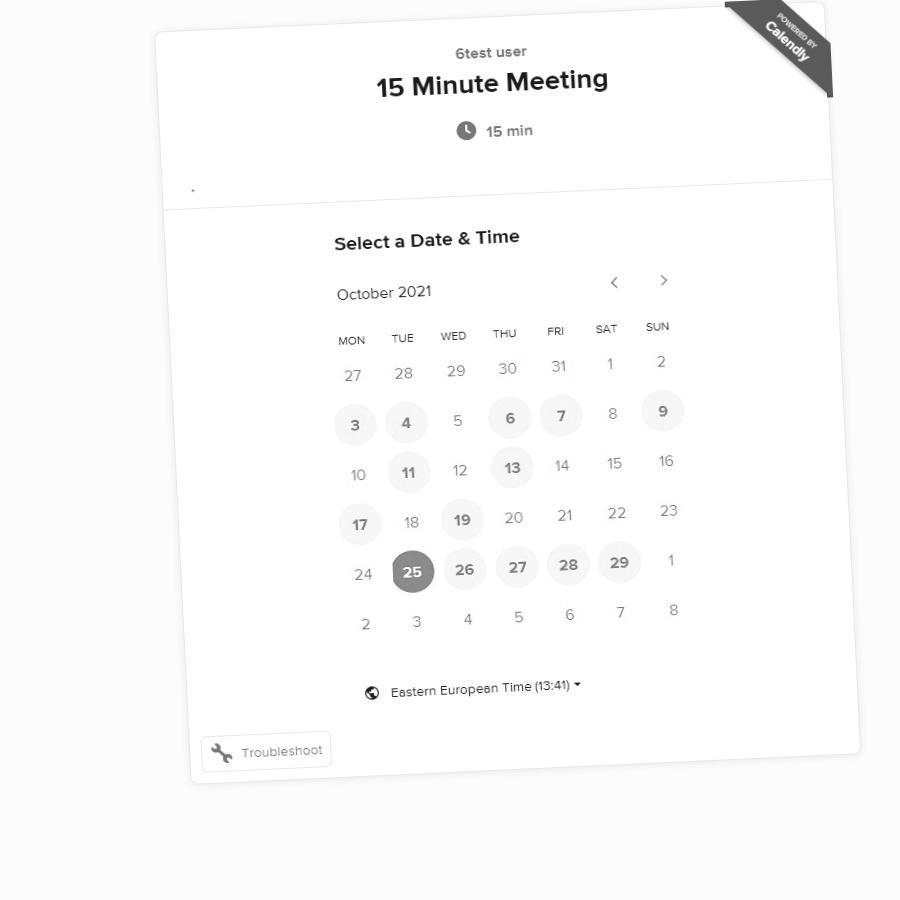 POWERED BY
Calendly
6test user
15 Minute Meeting
15 min
.
Select a Date & Time
October 2021
MON TUE WED THU FRI SAT SUN
27 28 29 30 31 1 2
3 4 5 6 7 8 9
10 11 12 13 14 15 16
17 18 19 20 21 22 23
24 25 26 27 28 29 1
2 3 4 5 6 7 8
Eastern European Time (13:41)
Troubleshoot